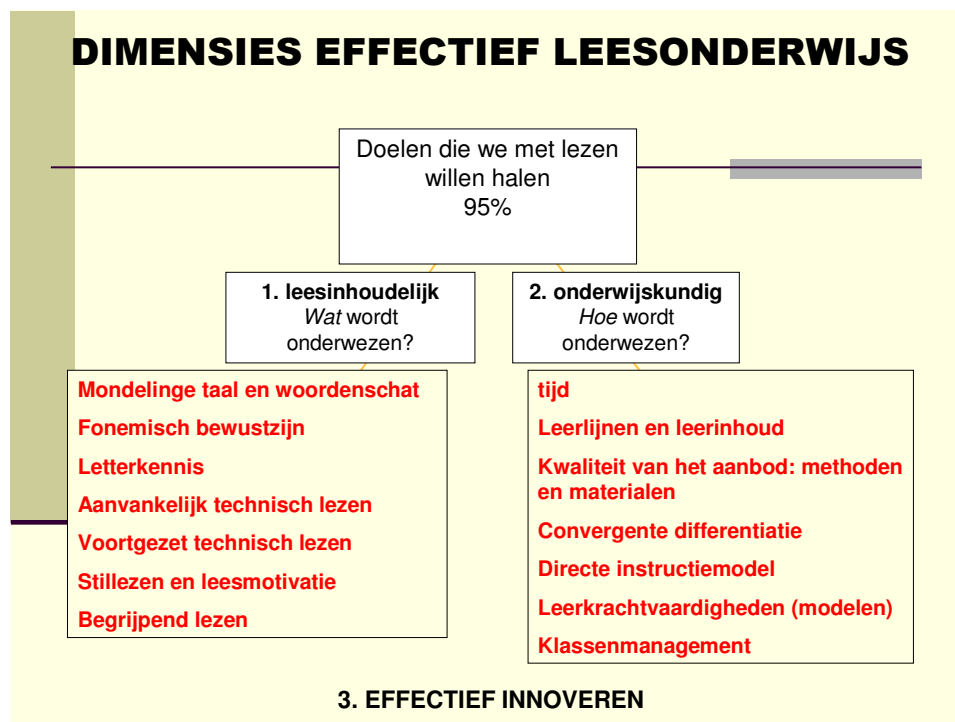 DIMENSIES EFFECTIEF LEESONDERWIJS
Doelen die we met lezen
willen halen
95%
1. leesinhoudelijk
Wat wordt
onderwezen?
2. onderwijskundig
Hoe wordt
onderwezen?
Mondelinge taal en woordenschat
Fonemisch bewustzijn
Letterkennis
Aanvankelijk technisch lezen
Voortgezet technisch lezen
Stillezen en leesmotivatie
Begrijpend lezen
tijd
Leerlijnen en leerinhoud
Kwaliteit van het aanbod: methoden
en materialen
Convergente differentiatie
Directe instructiemodel
Leerkrachtvaardigheden (modelen)
Klassenmanagement
3. EFFECTIEF INNOVEREN